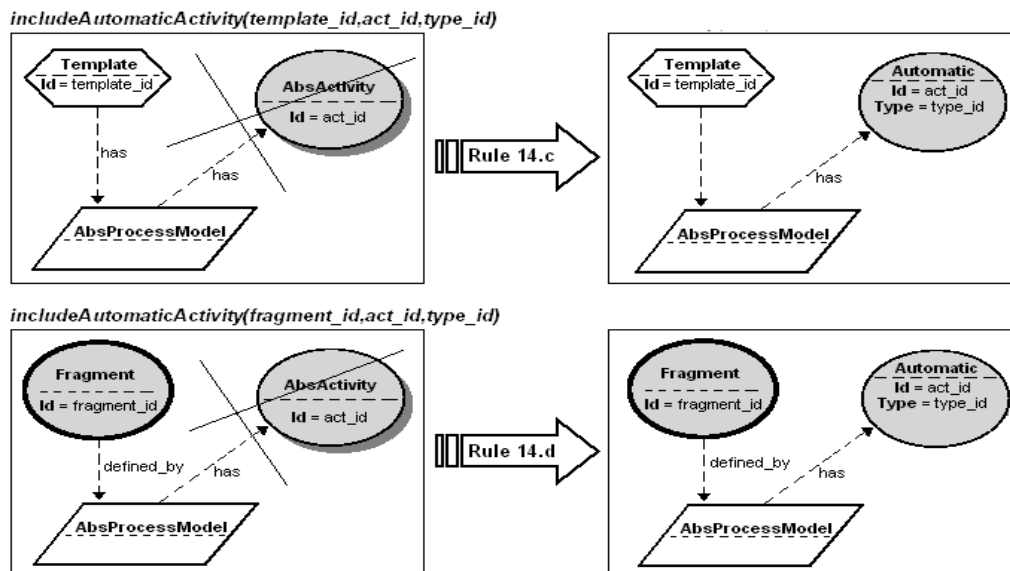 includeAutomaticActivity(template_id,act_id,type_id)
Template
Id = template_id
AbsActivity
Id = act_id
has
has
AbsProcessModel
Rule 14.c
Template
Id = template_id
Automatic
Id = act_id
Type = type_id
has
AbsProcessModel
includeAutomaticActivity(fragment_id,act_id,type_id)
Fragment
Id = fragment_id
AbsActivity
Id = act_id
defined_by
has
AbsProcessModel
Rule 14.d
Fragment
Id = fragment_id
Automatic
Id = act_id
Type = type_id
defined_by
has
AbsProcessModel